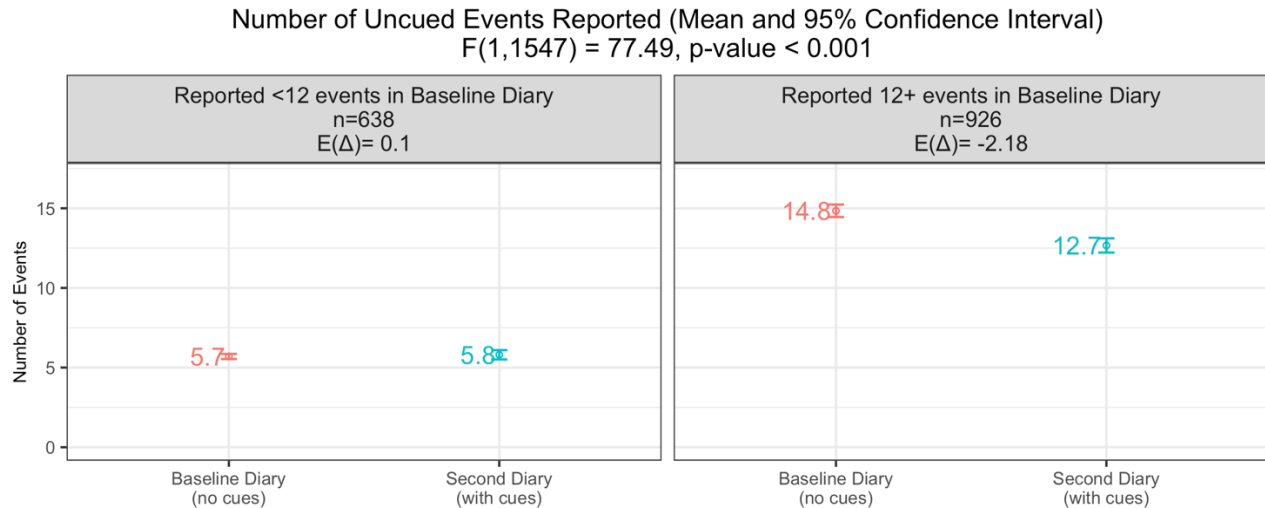 Number of Uncued Events Reported (Mean and 95% Confidence Interval)
F(1,1547) = 77.49, p-value < 0.001
Reported <12 events in Baseline Diary
n=638
E(Δ)= 0.1
Reported 12+ events in Baseline Diary
n=926
E(Δ)= -2.18
Number of Events
15
10
5
0
5.7
5.8
14.8
12.7
Baseline Diary
(no cues)
Second Diary
(with cues)
Baseline Diary
(no cues)
Second Diary
(with cues)